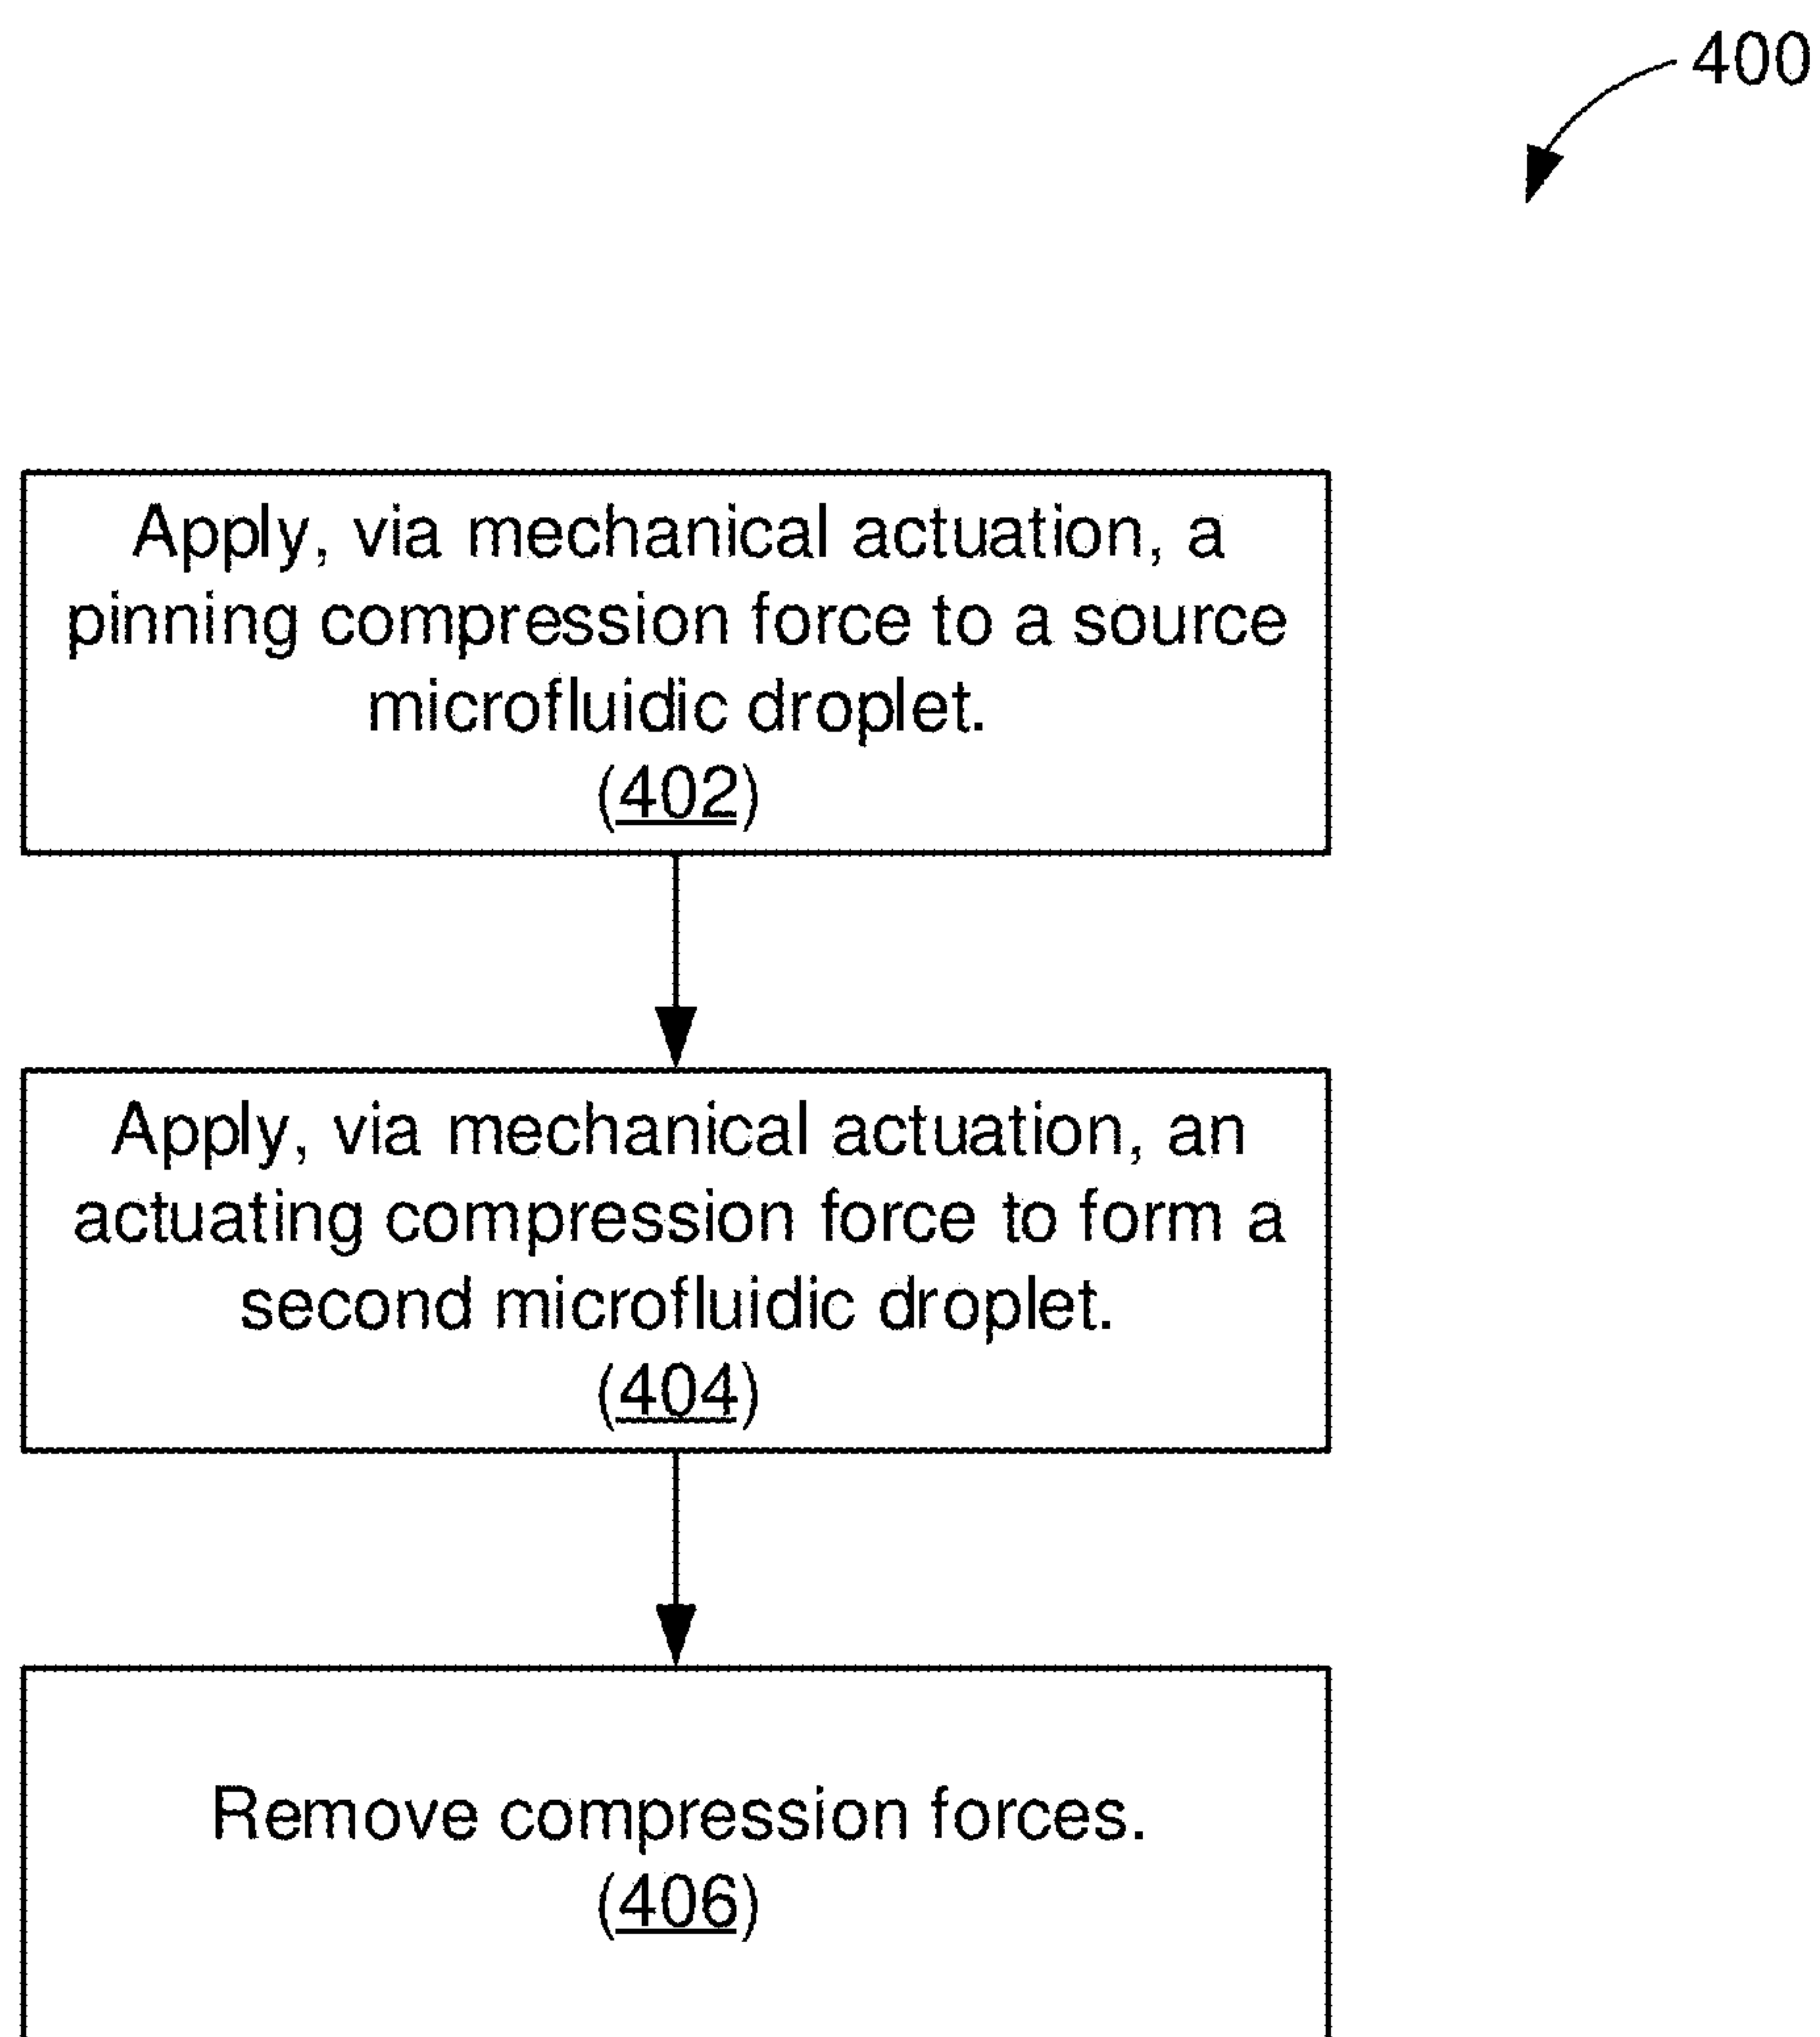 400
Apply, via mechanical actuation, a
pinning compression force to a source
microfluidic droplet.
(402)
Apply, via mechanical actuation, an
actuating compression force to form a
second microfluidic droplet.
(404)
Remove compression forces.
(406)